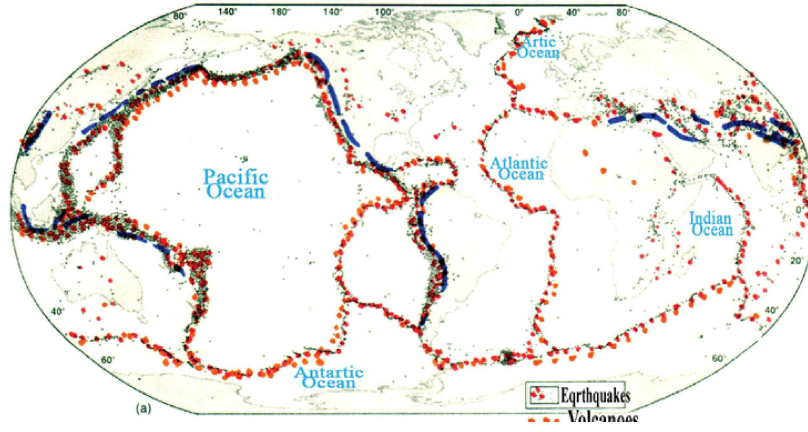 80° 140° 180° 140° 100° 0° 40° 80°
Artic
Ocean
Pacific
Ocean
Atlantic
Ocean
Indian
Ocean
0°
40°
40°
60°
60°
Antartic
Ocean
(a)
Eqrthquakes
Volcanoes